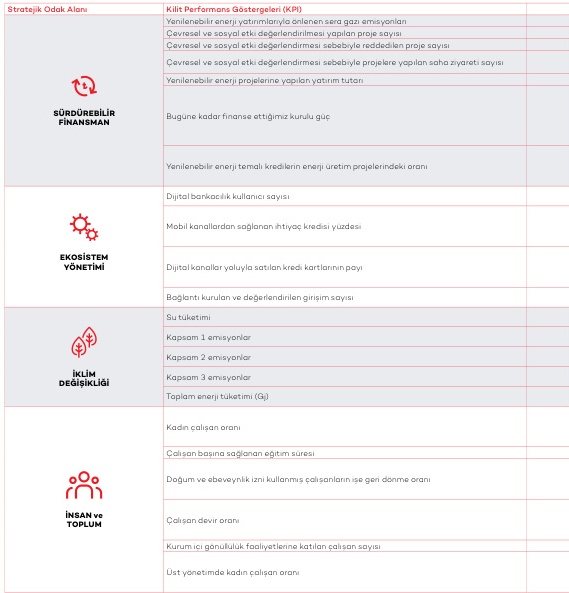 Stratejik Odak Alanı
Kilit Performans Göstergeleri (KPI)
SÜRDÜREBİLİR
FİNANSMAN
Yenilenebilir enerji yatırımlarıyla önlenen sera gazı emisyonları
Çevresel ve sosyal etki değerlendirilmesi yapılan proje sayısı
Çevresel ve sosyal etki değerlendirmesi sebebiyle reddedilen proje sayısı
Çevresel ve sosyal etki değerlendirmesi sebebiyle projelere yapılan saha ziyareti sayısı
Yenilenebilir enerji projelerine yapılan yatırım tutarı
Bugüne kadar finanse ettiğimiz kurulu güç
Yenilenebilir enerji temalı kredilerin enerji üretim projelerindeki oranı
EKOSİSTEM
YÖNETİMİ
Dijital bankacılık kullanıcı sayısı
Mobil kanallardan sağlanan ihtiyaç kredisi yüzdesi
Dijital kanallar yoluyla satılan kredi kartlarının payı
Bağlantı kurulan ve değerlendirilen girişim sayısı
İKLİM
DEĞİŞİKLİĞİ
Su tüketimi
Kapsam 1 emisyonlar
Kapsam 2 emisyonlar
Kapsam 3 emisyonlar
Toplam enerji tüketimi (Gj)
İNSAN ve
TOPLUM
Kadın çalışan oranı
Çalışan başına sağlanan eğitim süresi
Doğum ve ebeveynlik izni kullanmış çalışanların işe geri dönme oranı
Çalışan devir oranı
Kurum içi gönüllülük faaliyetlerine katılan çalışan sayısı
Üst yönetimde kadın çalışan oranı